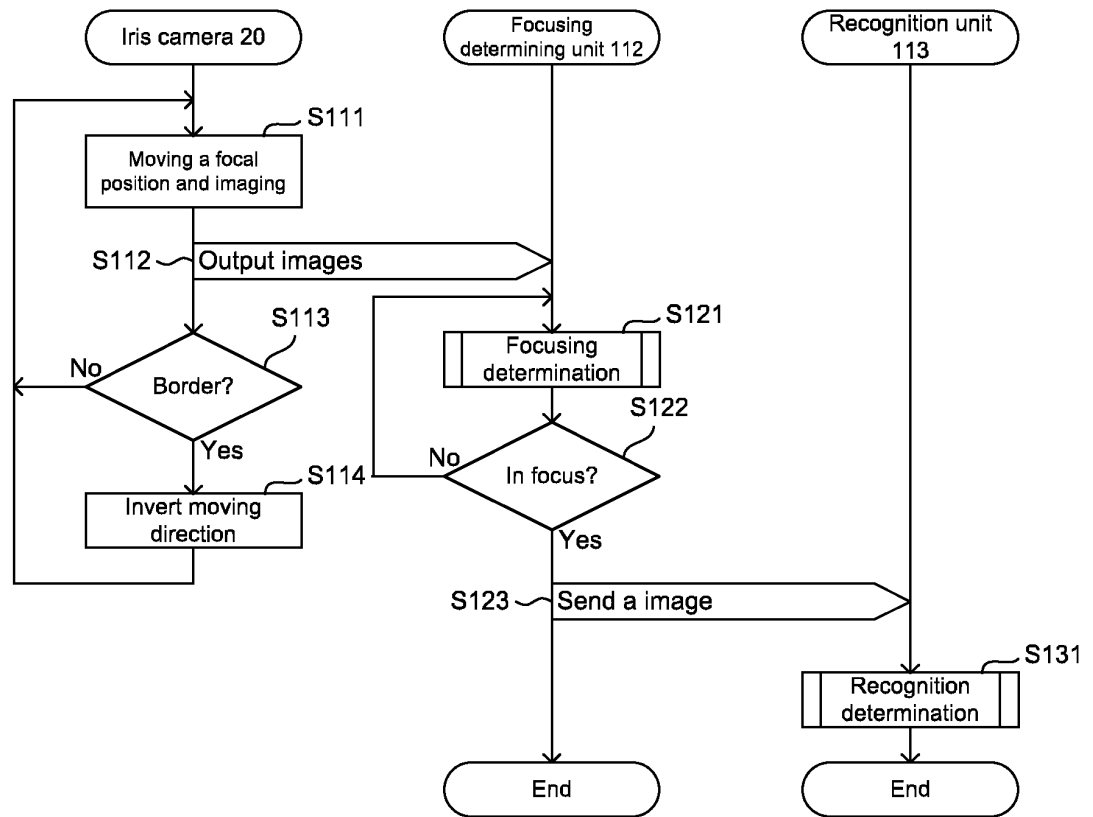 Iris camera 20
Focusing
determining unit 112
Recognition unit
113
S111
Moving a focal
position and imaging
S112
Output images
S113
No
Border?
Yes
S114
Invert moving
direction
S121
Focusing
determination
S122
No
In focus?
Yes
S123
Send a image
S131
Recognition
determination
End
End